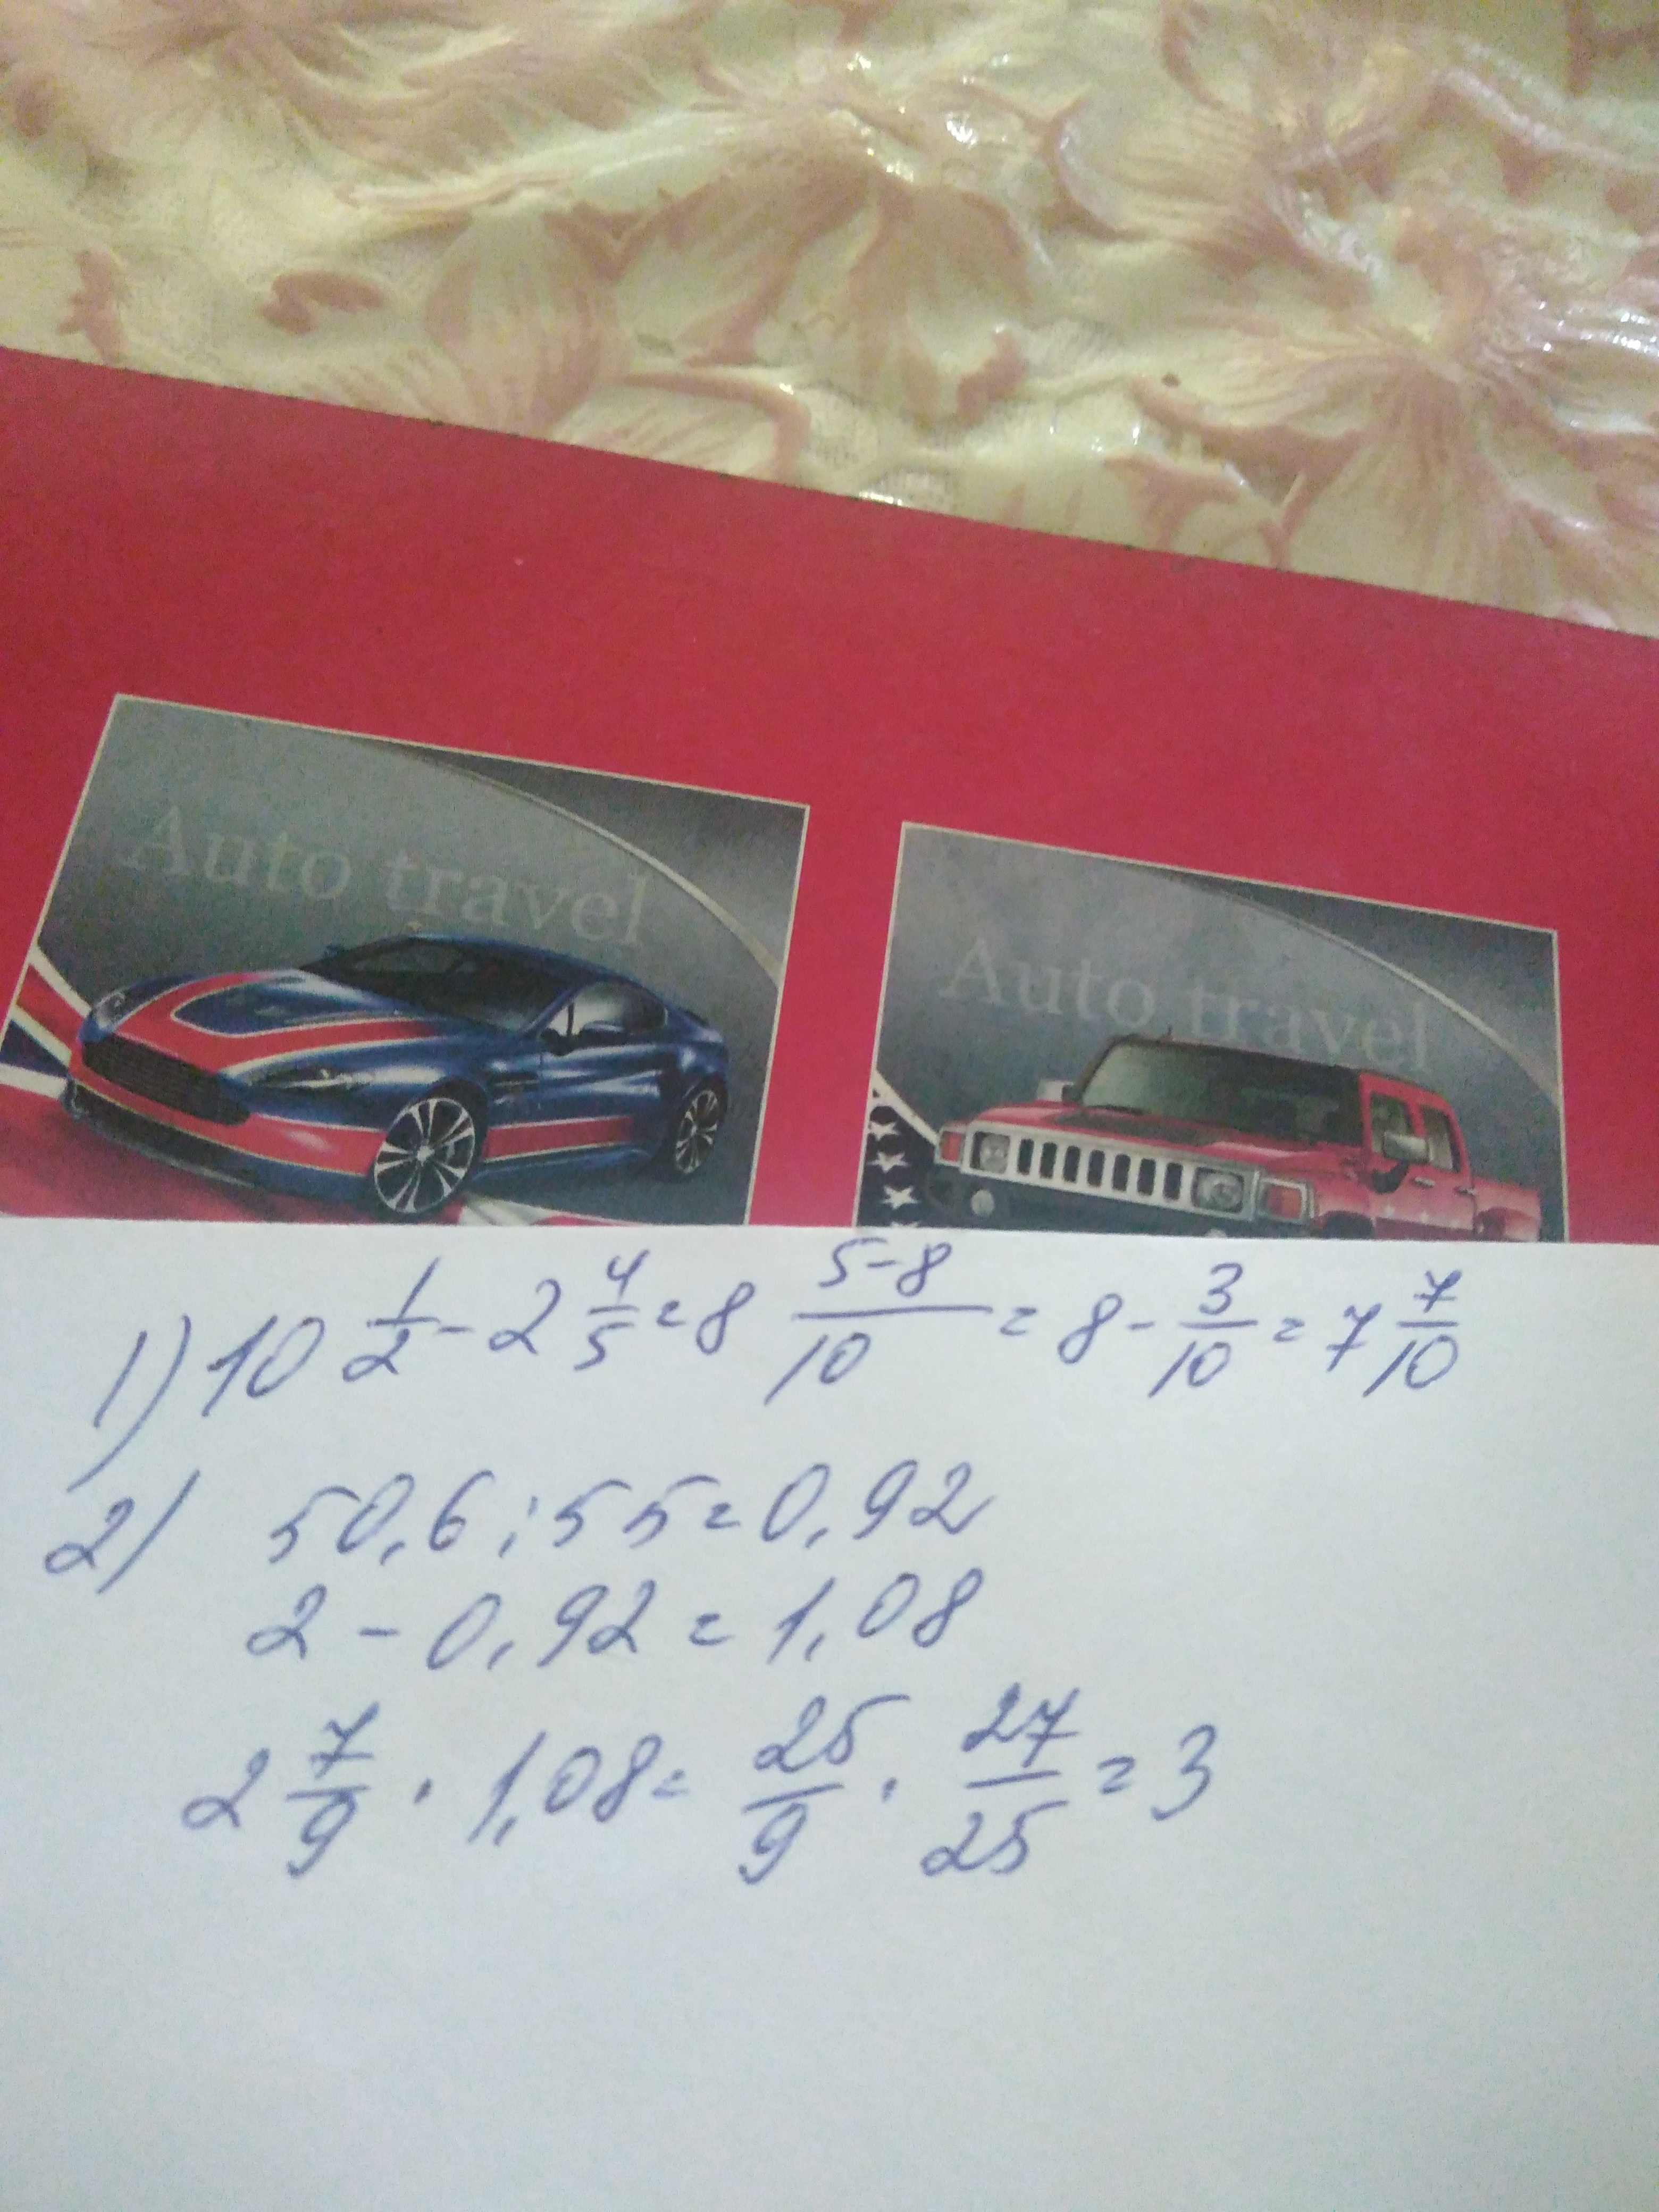 Auto travel
Auto travel
1) 10 1/2 - 2 4/5 = 8 (5-8)/10 = 8 - 3/10 = 7 7/10
2) 50,6 : 55 = 0,92
2 - 0,92 = 1,08
2 7/9 · 1,08 = 25/9 · 27/25 = 3